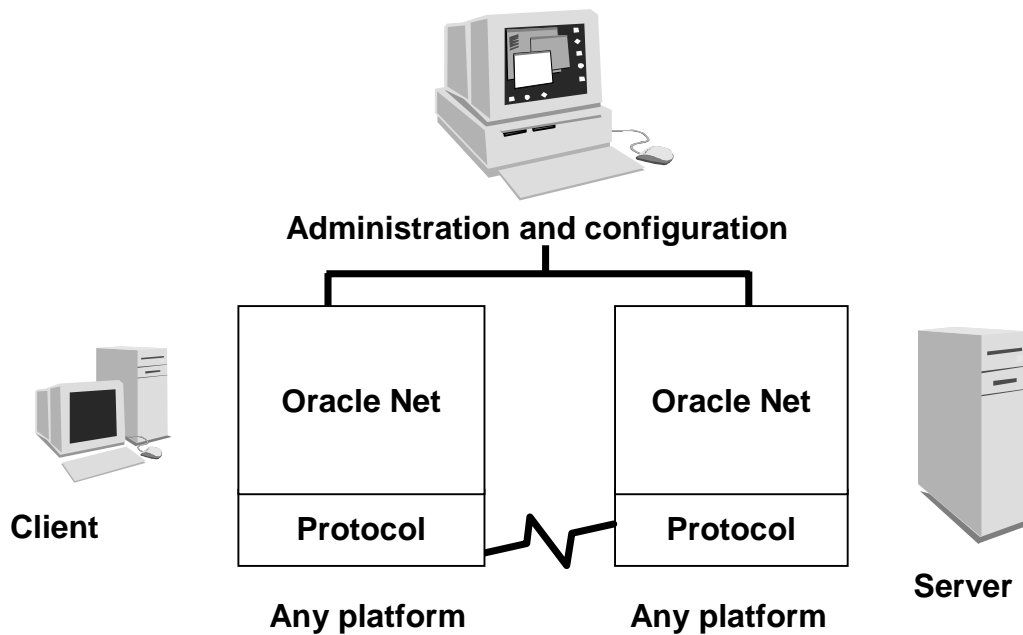 Administration and configuration
Oracle Net
Oracle Net
Client
Protocol
Protocol
Server
Any platform
Any platform